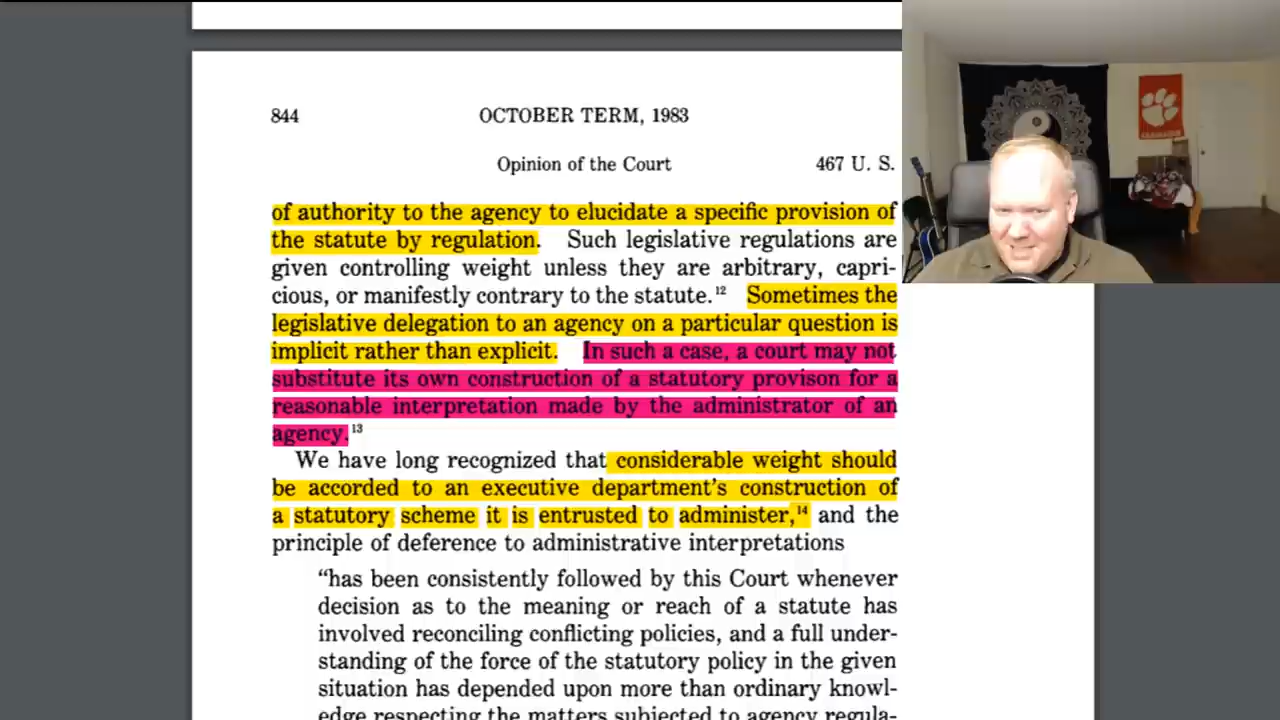 844
OCTOBER TERM, 1983
Opinion of the Court
467 U. S.
of authority to the agency to elucidate a specific provision of
the statute by regulation. Such legislative regulations are
given controlling weight unless they are arbitrary, capri-
cious, or manifestly contrary to the statute.¹² Sometimes the
legislative delegation to an agency on a particular question is
implicit rather than explicit. In such a case, a court may not
substitute its own construction of a statutory provison for a
reasonable interpretation made by the administrator of an
agency.¹³
We have long recognized that considerable weight should
be accorded to an executive department's construction of
a statutory scheme it is entrusted to administer,¹⁴ and the
principle of deference to administrative interpretations
“has been consistently followed by this Court whenever
decision as to the meaning or reach of a statute has
involved reconciling conflicting policies, and a full under-
standing of the force of the statutory policy in the given
situation has depended upon more than ordinary knowl-
edge respecting the matters subjected to agency regula-